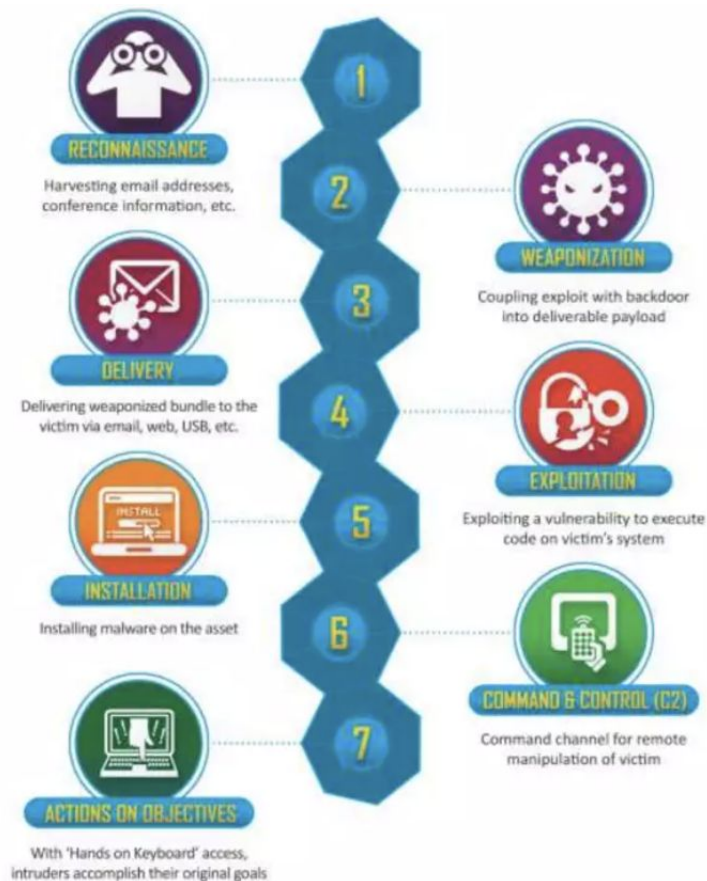 1
RECONNAISSANCE
Harvesting email addresses,
conference information, etc.
2
WEAPONIZATION
Coupling exploit with backdoor
into deliverable payload
3
DELIVERY
Delivering weaponized bundle to the
victim via email, web, USB, etc.
4
EXPLOITATION
Exploiting a vulnerability to execute
code on victim's system
5
INSTALL
INSTALLATION
Installing malware on the asset
6
COMMAND & CONTROL (C2)
Command channel for remote
manipulation of victim
7
ACTIONS ON OBJECTIVES
With 'Hands on Keyboard' access,
intruders accomplish their original goals